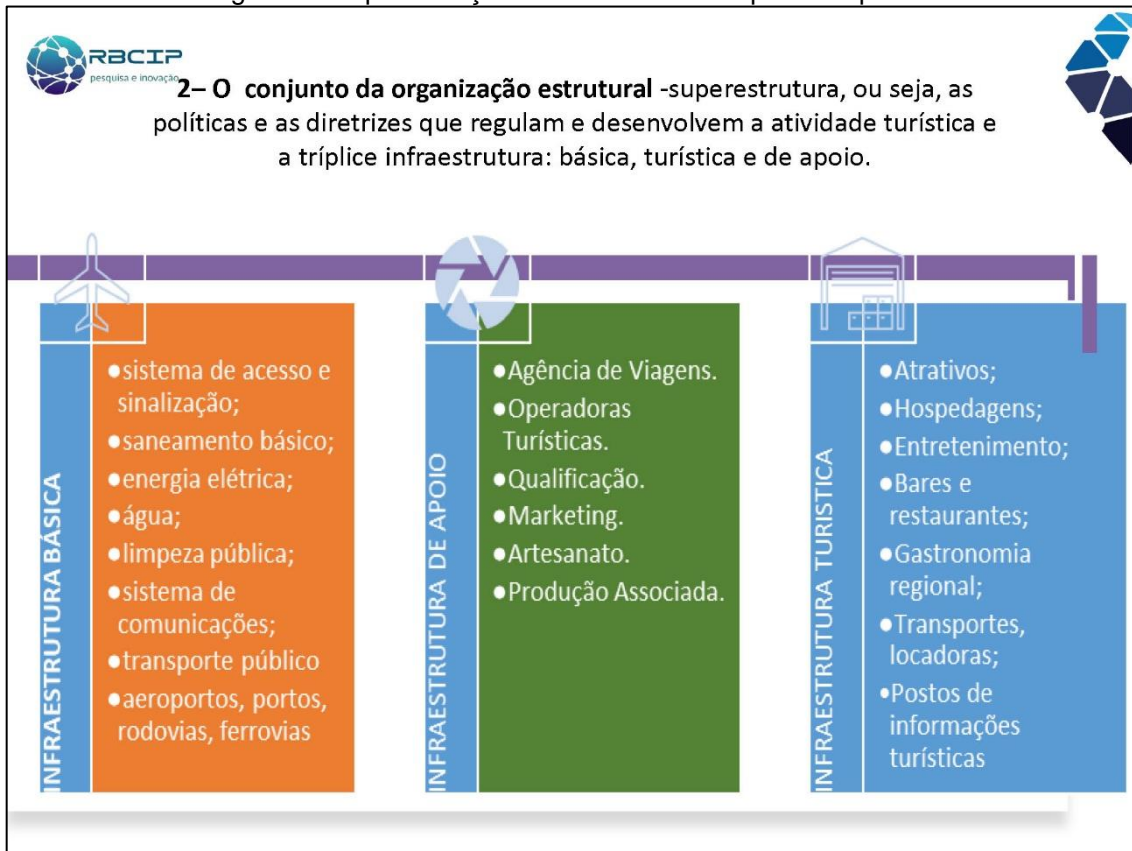 RBCIP
pesquisa e inovação
2– O conjunto da organização estrutural -superestrutura, ou seja, as
políticas e as diretrizes que regulam e desenvolvem a atividade turística e
a tríplice infraestrutura: básica, turística e de apoio.
INFRAESTRUTURA BÁSICA
●sistema de acesso e
sinalização;
●saneamento básico;
●energia elétrica;
●água;
●limpeza pública;
●sistema de
comunicações;
●transporte público
●aeroportos, portos,
rodovias, ferrovias
INFRAESTRUTURA DE APOIO
●Agência de Viagens.
●Operadoras
Turísticas.
●Qualificação.
●Marketing.
●Artesanato.
●Produção Associada.
INFRAESTRUTURA TURISTICA
●Atrativos;
●Hospedagens;
●Entretenimento;
●Bares e
restaurantes;
●Gastronomia
regional;
●Transportes,
locadoras;
•Postos de
informações
turísticas